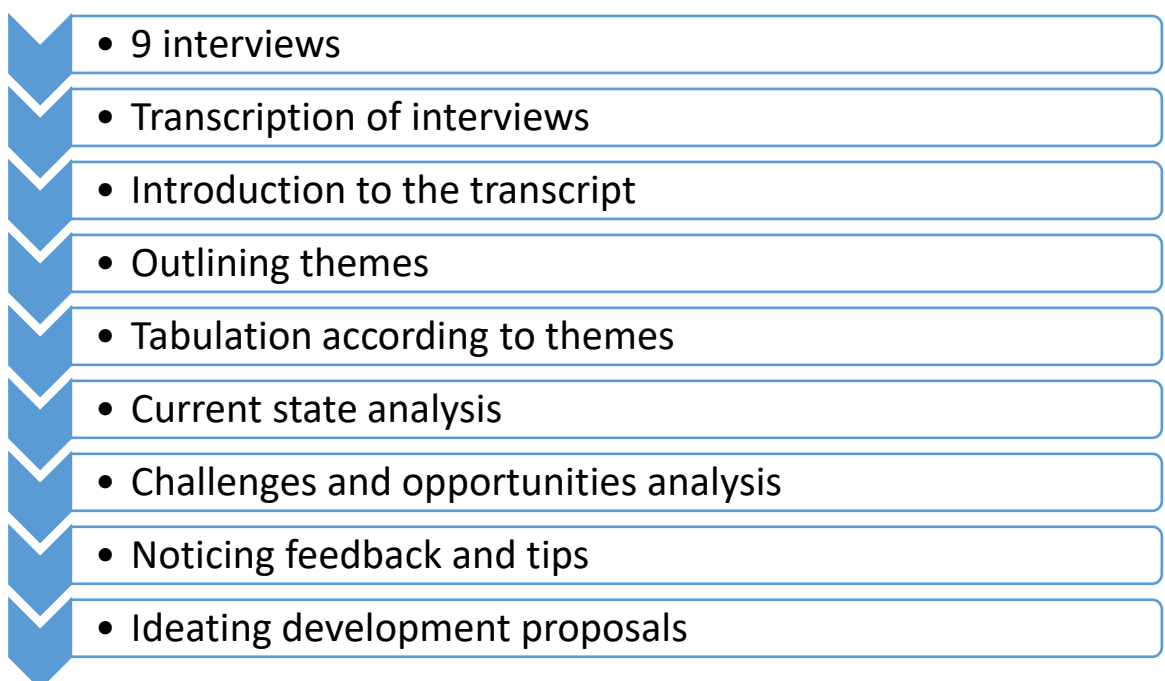 • 9 interviews
• Transcription of interviews
• Introduction to the transcript
• Outlining themes
• Tabulation according to themes
• Current state analysis
• Challenges and opportunities analysis
• Noticing feedback and tips
• Ideating development proposals